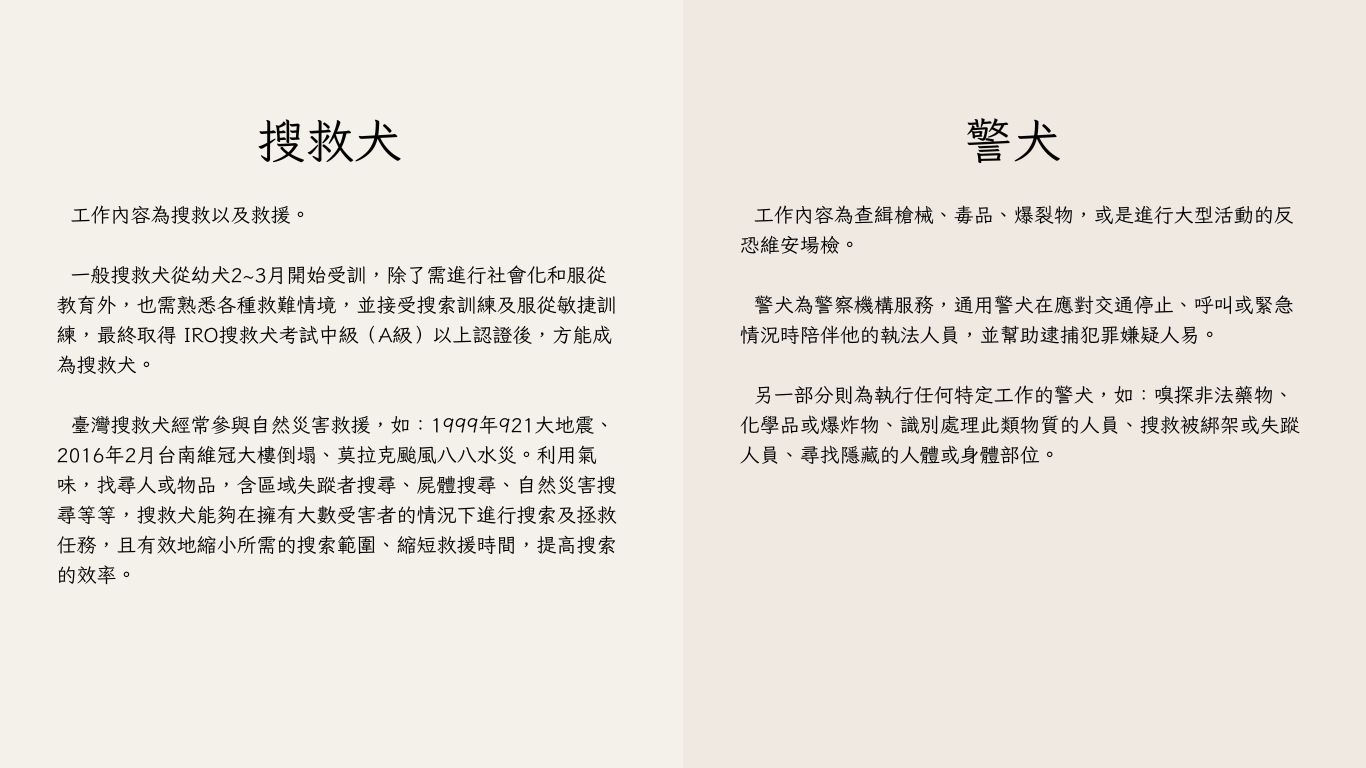 搜救犬
工作內容為搜救以及救援。
一般搜救犬從幼犬2~3月開始受訓，除了需進行社會化和服從
教育外，也需熟悉各種救難情境，並接受搜索訓練及服從敏捷訓
練，最終取得 IRO搜救犬考試中級（A級）以上認證後，方能成
為搜救犬。
臺灣搜救犬經常參與自然災害救援，如：1999年921大地震、
2016年2月台南維冠大樓倒塌、莫拉克颱風八八水災。利用氣
味，找尋人或物品，含區域失蹤者搜尋、屍體搜尋、自然災害搜
尋等等，搜救犬能夠在擁有大數受害者的情況下進行搜索及拯救
任務，且有效地縮小所需的搜索範圍、縮短救援時間，提高搜索
的效率。
警犬
工作內容為查緝槍械、毒品、爆裂物，或是進行大型活動的反
恐維安場檢。
警犬為警察機構服務，通用警犬在應對交通停止、呼叫或緊急
情況時陪伴他的執法人員，並幫助逮捕犯罪嫌疑人易。
另一部分則為執行任何特定工作的警犬，如：嗅探非法藥物、
化學品或爆炸物、識別處理此類物質的人員、搜救被綁架或失蹤
人員、尋找隱藏的人體或身體部位。